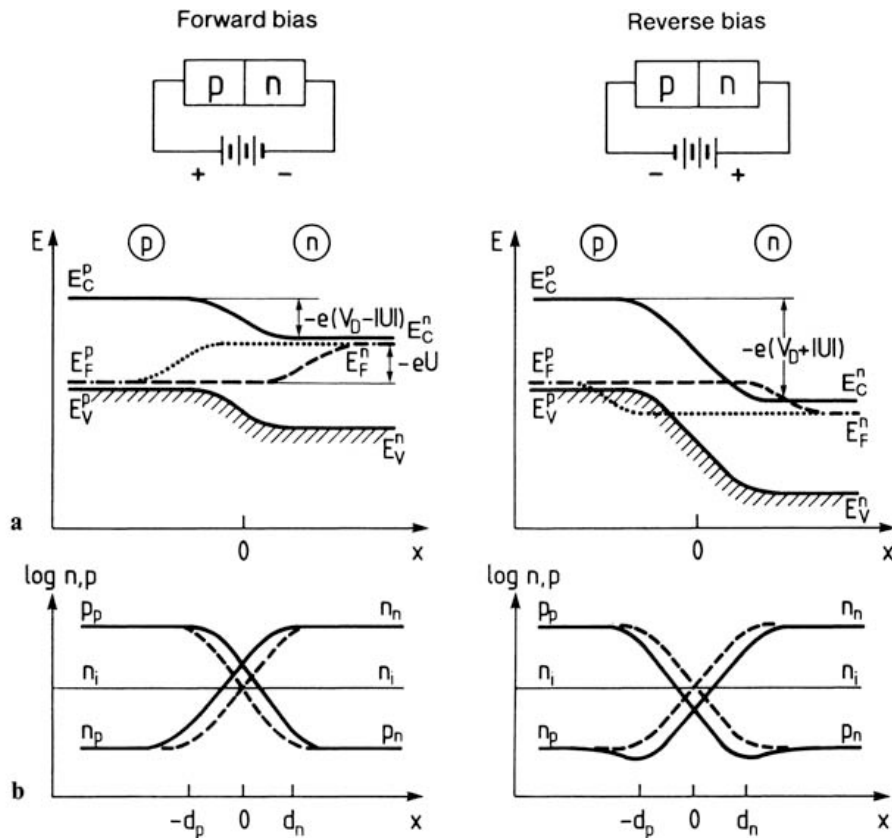 Forward bias
Reverse bias
p n
p n
+ -
- +
E p n
E p n
E_C^p
-e(V_D-|U|) E_C^n
E_F^p E_F^n -eU
E_V^p
E_V^n
E_C^p
-e(V_D+|U|)
E_F^p E_C^n
E_V^p E_F^n
E_V^n
a
0 x
0 x
log n,p
log n,p
p_p n_n
n_i n_i
n_p p_n
p_p n_n
n_i n_i
n_p p_n
b
-d_p 0 d_n x
-d_p 0 d_n x